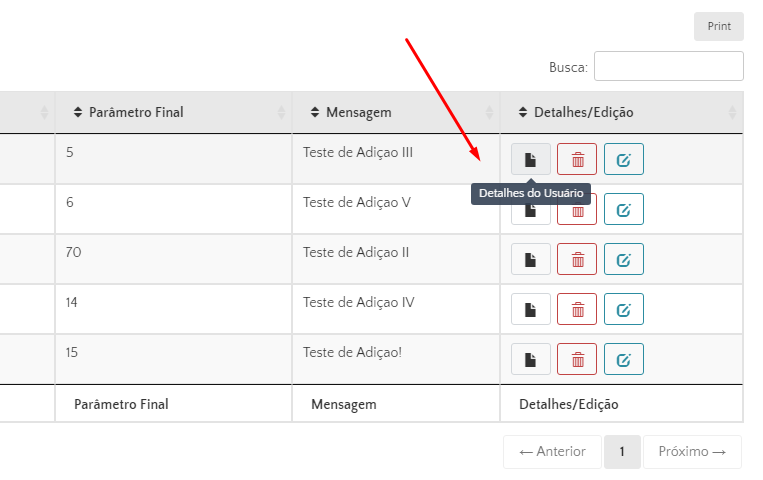 Print
Busca:
Parâmetro Final Mensagem Detalhes/Edição
5 Teste de Adiçao III
Detalhes do Usuário
6 Teste de Adiçao V
70 Teste de Adiçao II
14 Teste de Adiçao IV
15 Teste de Adiçao!
Parâmetro Final Mensagem Detalhes/Edição
← Anterior 1 Próximo →